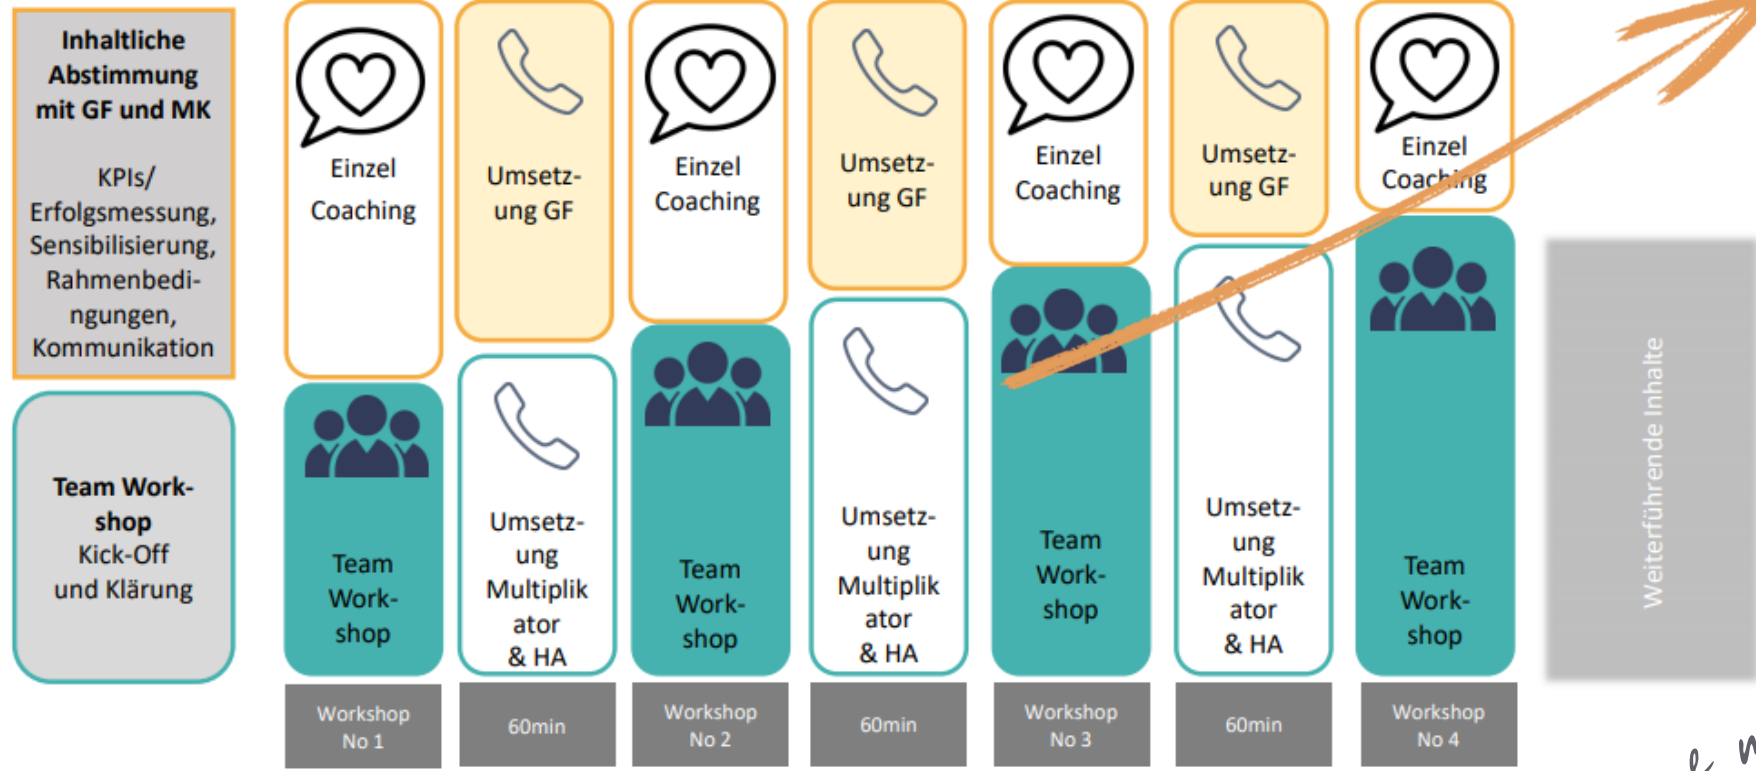 Inhaltliche
Abstimmung
mit GF und MK
KPIs/
Erfolgsmessung,
Sensibilisierung,
Rahmenbedi-
ngungen,
Kommunikation
Team Work-
shop
Kick-Off
und Klärung
Einzel
Coaching
Team
Work-
shop
Workshop
No 1
Umsetz-
ung GF
Umsetz-
ung
Multiplik
ator
& HA
60min
Einzel
Coaching
Team
Work-
shop
Workshop
No 2
Umsetz-
ung GF
Umsetz-
ung
Multiplik
ator
& HA
60min
Einzel
Coaching
Team
Work-
shop
Workshop
No 3
Umsetz-
ung GF
Umsetz-
ung
Multiplik
ator
& HA
60min
Einzel
Coaching
Team
Work-
shop
Workshop
No 4
Weiterführende Inhalte